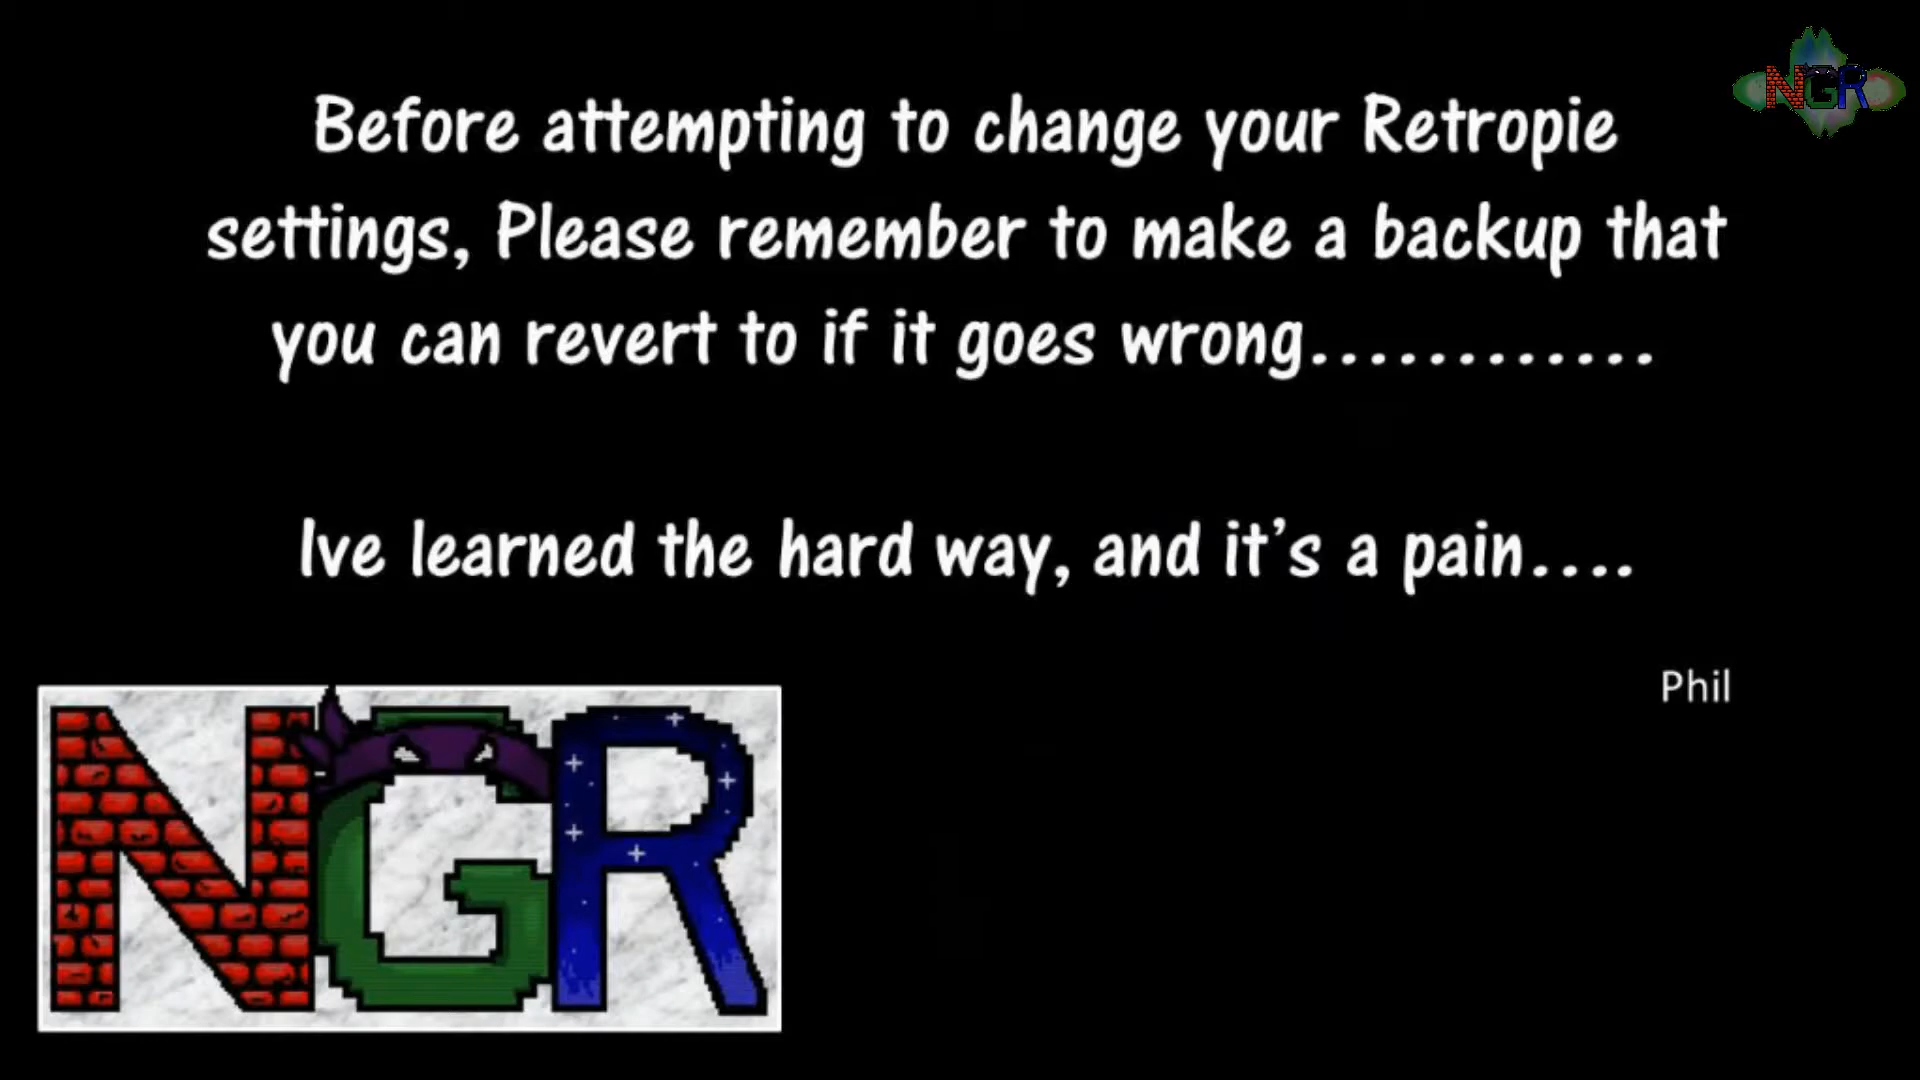 NGR
Before attempting to change your Retropie
settings, Please remember to make a backup that
you can revert to if it goes wrong............
Ive learned the hard way, and it’s a pain....
Phil
NGR